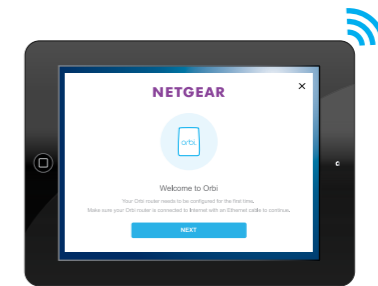 NETGEAR
orbi
Welcome to Orbi
Your Orbi router needs to be configured for the first time.
Make sure your Orbi router is connected to Internet with an Ethernet cable to continue.
NEXT